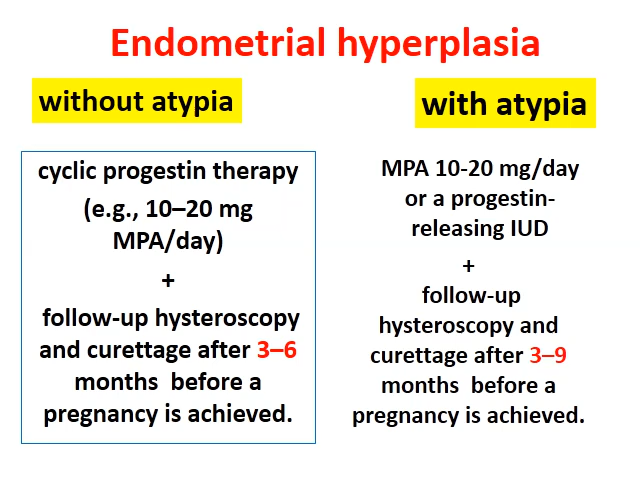 Endometrial hyperplasia
without atypia
cyclic progestin therapy
(e.g., 10–20 mg
MPA/day)
+
follow-up hysteroscopy
and curettage after 3–6
months before a
pregnancy is achieved.
with atypia
MPA 10-20 mg/day
or a progestin-
releasing IUD
+
follow-up
hysteroscopy and
curettage after 3–9
months before a
pregnancy is achieved.